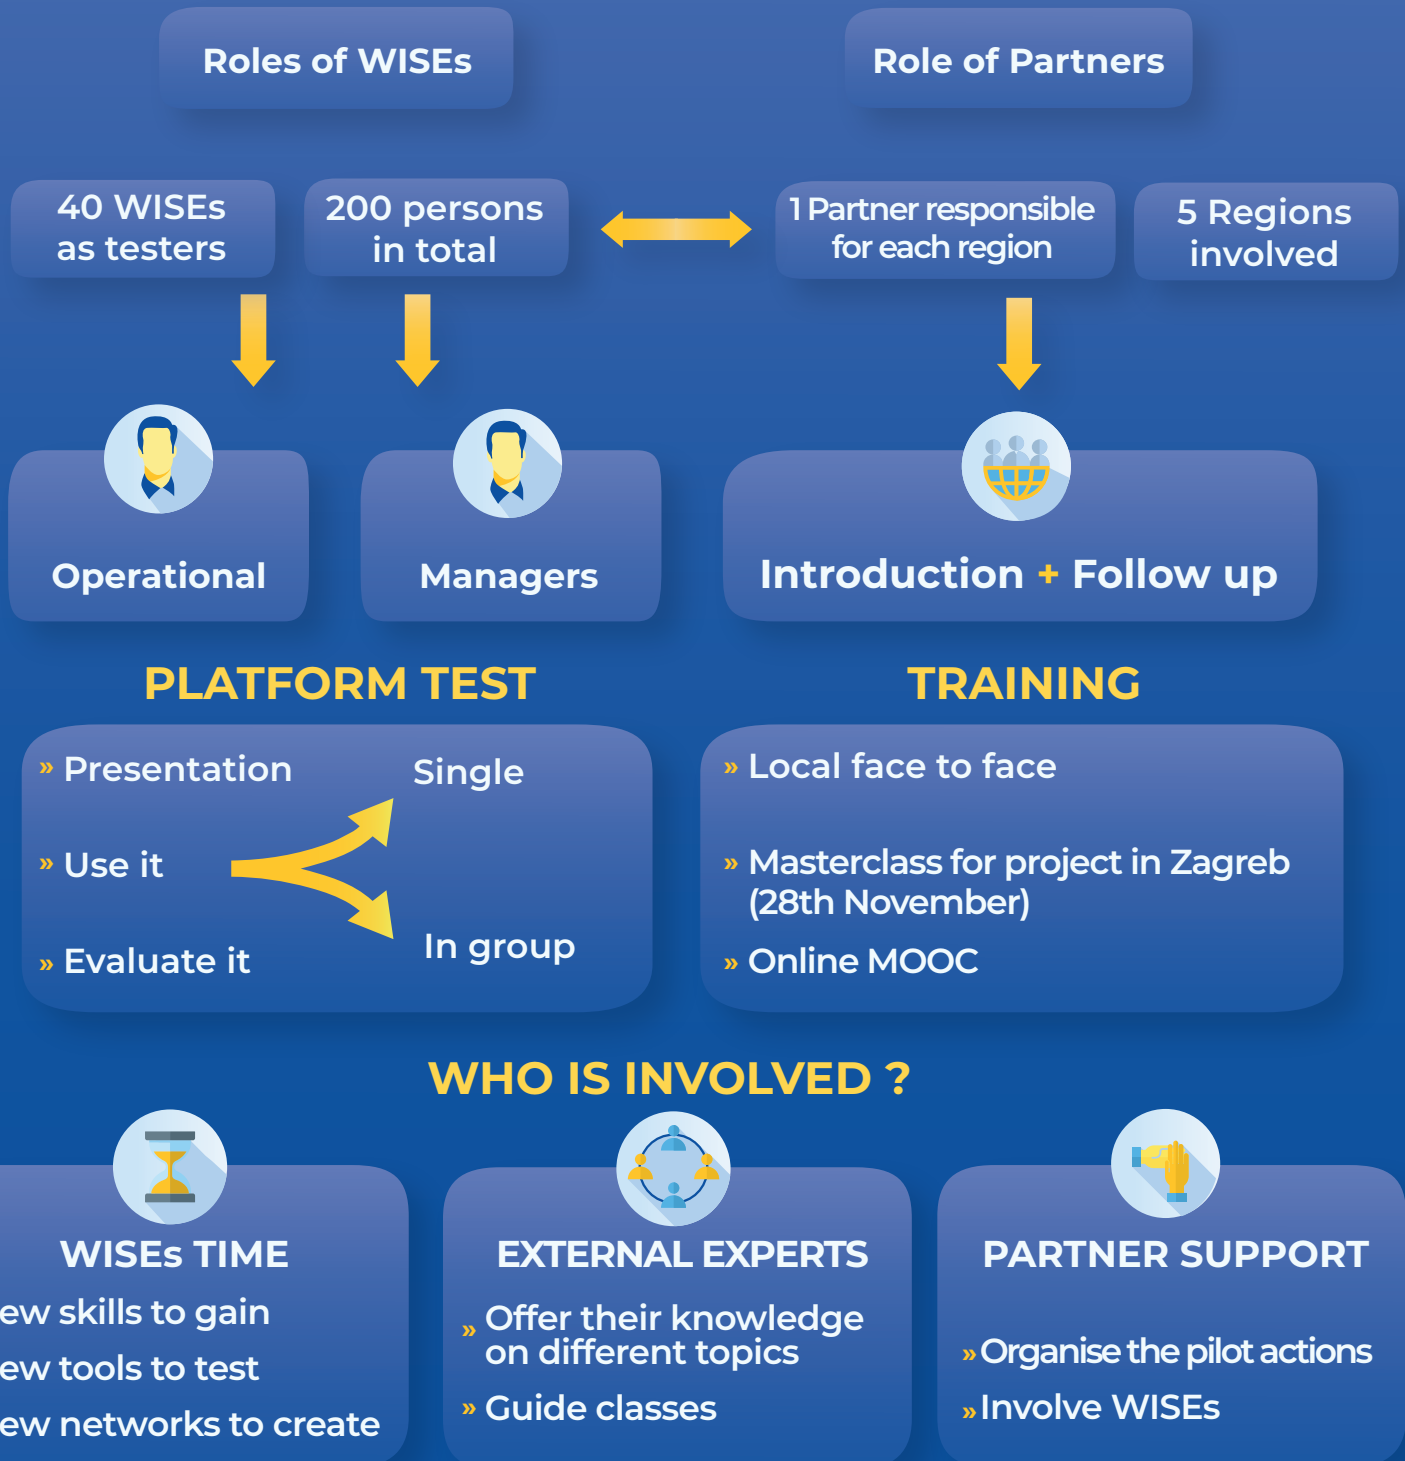 Roles of WISEs
Role of Partners
40 WISEs
as testers
200 persons
in total
1 Partner responsible
for each region
5 Regions
involved
Operational
Managers
Introduction + Follow up
PLATFORM TEST
» Presentation
Single
» Use it
» Evaluate it
In group
TRAINING
» Local face to face
» Masterclass for project in Zagreb
(28th November)
» Online MOOC
WHO IS INVOLVED ?
WISEs TIME
ew skills to gain
ew tools to test
ew networks to create
EXTERNAL EXPERTS
» Offer their knowledge
on different topics
» Guide classes
PARTNER SUPPORT
» Organise the pilot actions
» Involve WISEs